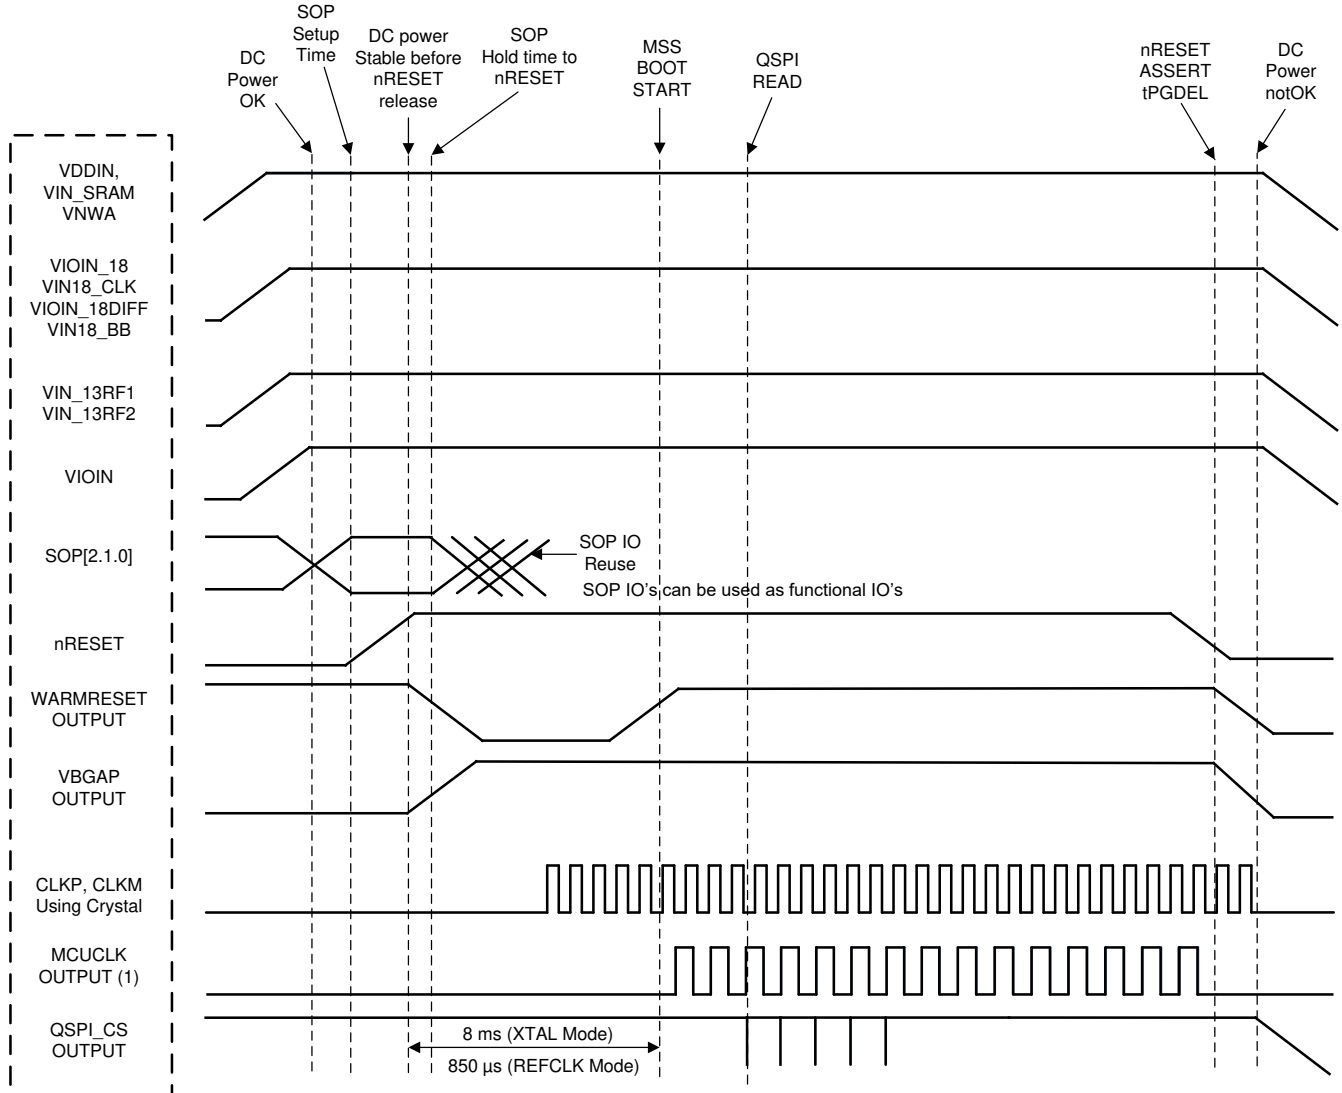 SOP
Setup
Time
DC
Power
OK
DC power
Stable before
nRESET
release
SOP
Hold time to
nRESET
MSS
BOOT
START
QSPI
READ
nRESET
ASSERT
tPGDEL
DC
Power
notOK
VDDIN,
VIN_SRAM
VNWA
VIOIN_18
VIN18_CLK
VIOIN_18DIFF
VIN18_BB
VIN_13RF1
VIN_13RF2
VIOIN
SOP[2.1.0]
SOP IO
Reuse
SOP IO's can be used as functional IO's
nRESET
WARMRESET
OUTPUT
VBGAP
OUTPUT
CLKP, CLKM
Using Crystal
MCUCLK
OUTPUT (1)
QSPI_CS
OUTPUT
8 ms (XTAL Mode)
850 µs (REFCLK Mode)